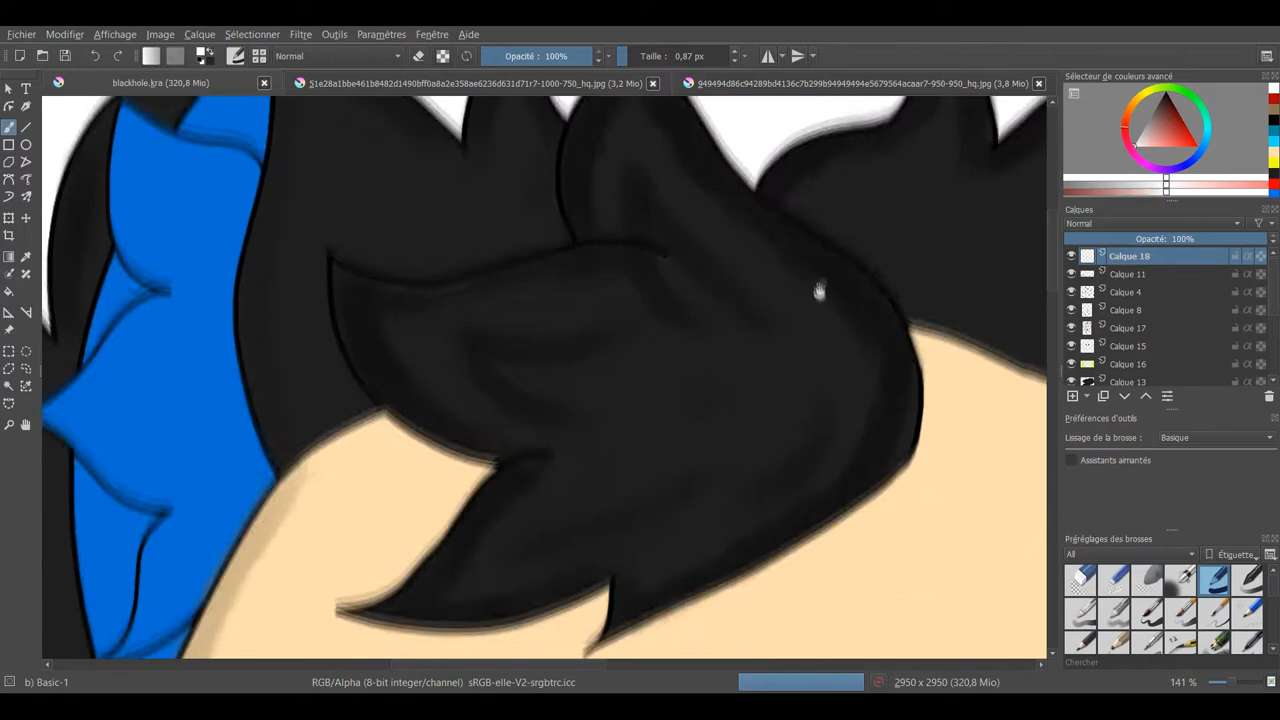 Fichier Modifier Affichage Image Calque Sélectionner Filtre Outils Paramètres Fenêtre Aide
Normal Opacité: 100% Taille : 0,87 px
blackhole.kra (320,8 Mio)
Sélecteur de couleurs avancé
Calques
Normal
Opacité: 100%
Calque 18
Calque 11
Calque 4
Calque 8
Calque 17
Calque 15
Calque 16
Calque 13
Préférences d'outils
Lissage de la brosse : Basique
Assistants aimantés
Préréglages des brosses
All Étiquette
Chercher
b) Basic-1 RGB/Alpha (8-bit integer/channel) sRGB-elle-V2-srgbtrc.icc 2950 x 2950 (320,8 Mio) 141 %